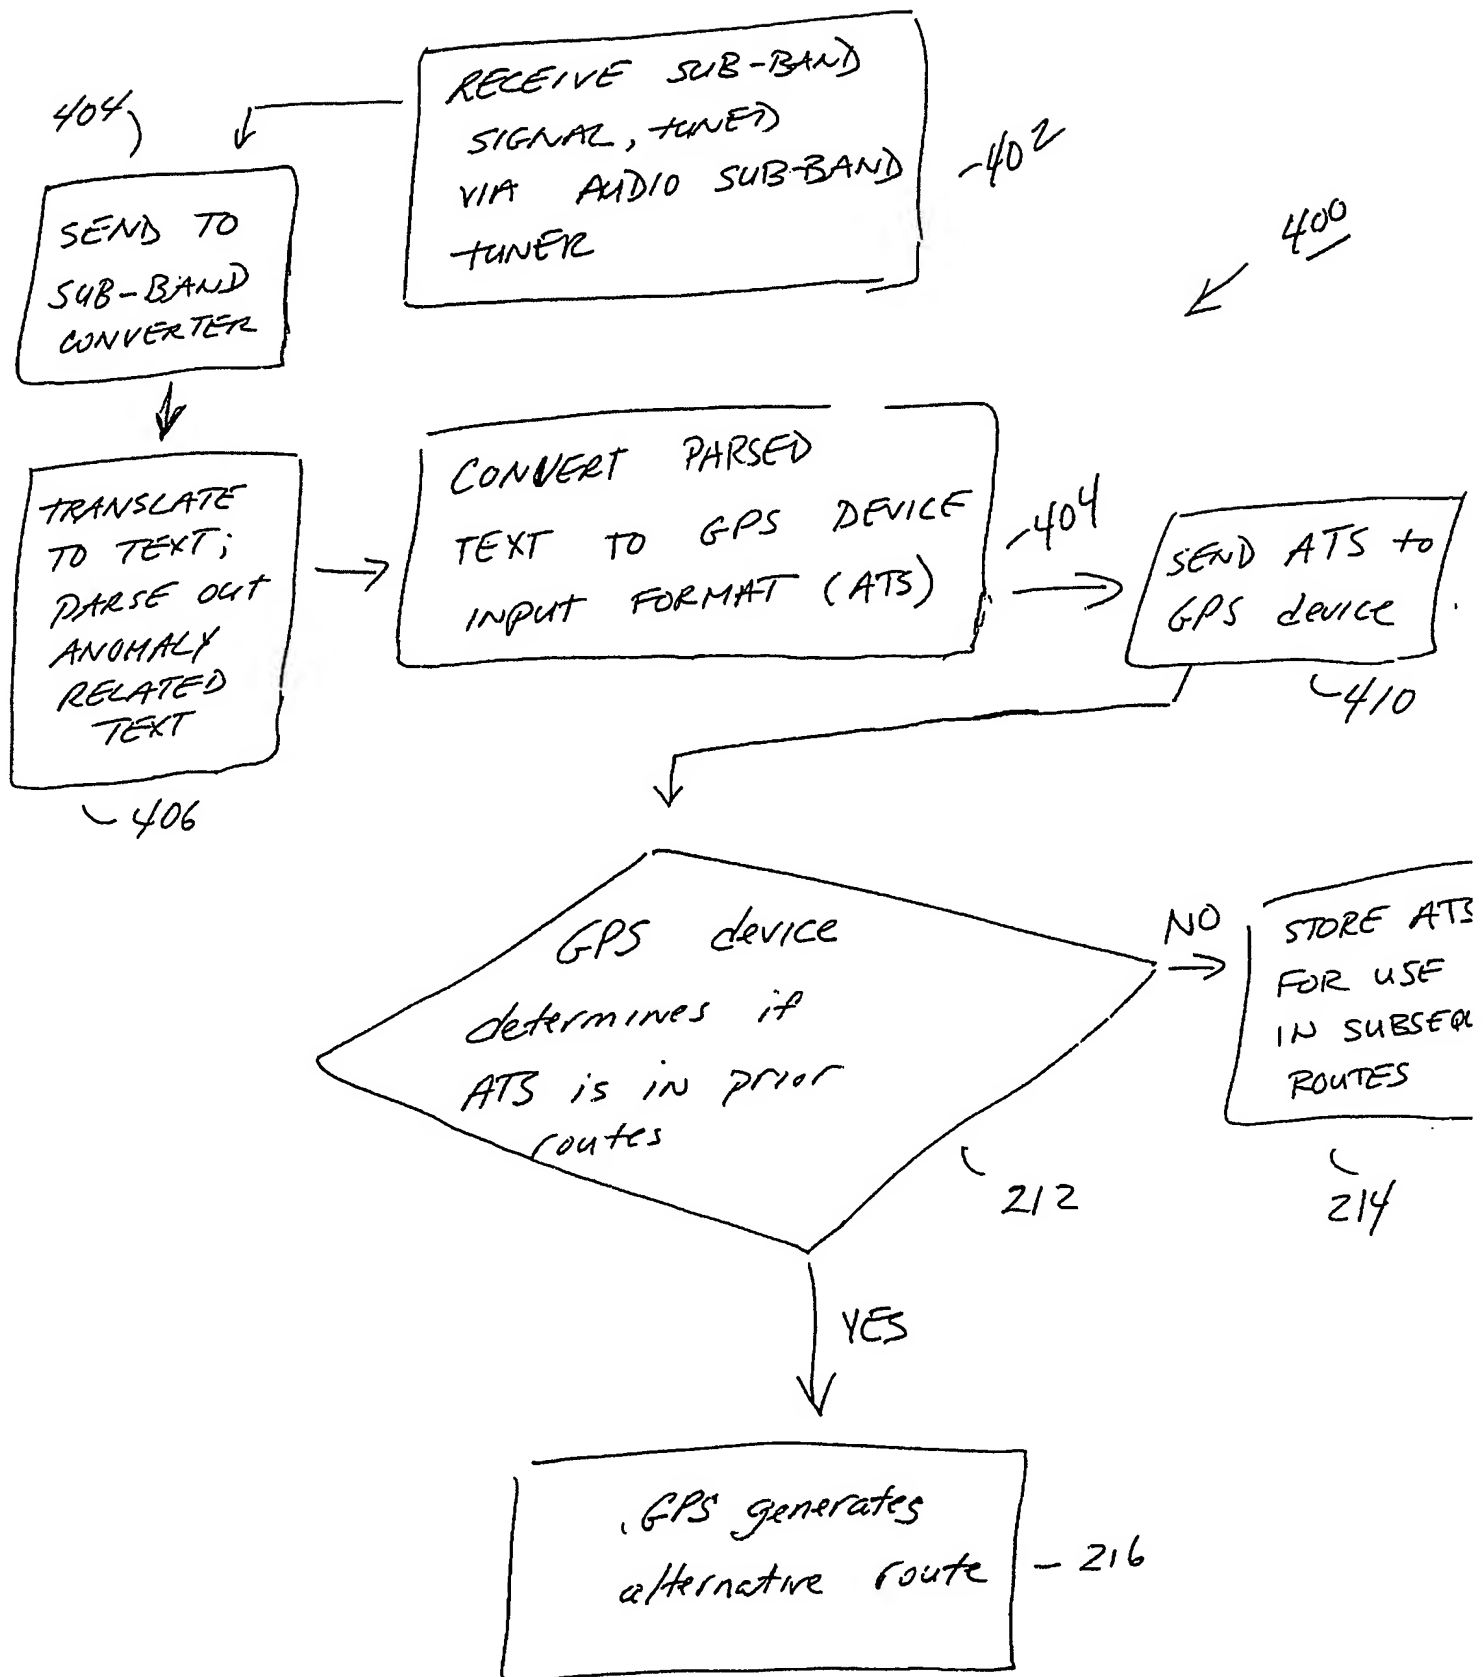 RECEIVE SUB-BAND
SIGNAL, TUNED
VIA AUDIO SUB-BAND
TUNER
402
400
404
SEND TO
SUB-BAND
CONVERTER
TRANSLATE
TO TEXT;
PARSE OUT
ANOMALY
RELATED
TEXT
406
CONVERT PARSED
TEXT TO GPS DEVICE
INPUT FORMAT (ATS)
404
SEND ATS to
GPS device
410
GPS device
determines if
ATS is in prior
routes
212
NO
STORE ATS
FOR USE
IN
ROUTES
214
YES
GPS generates
alternative route
216